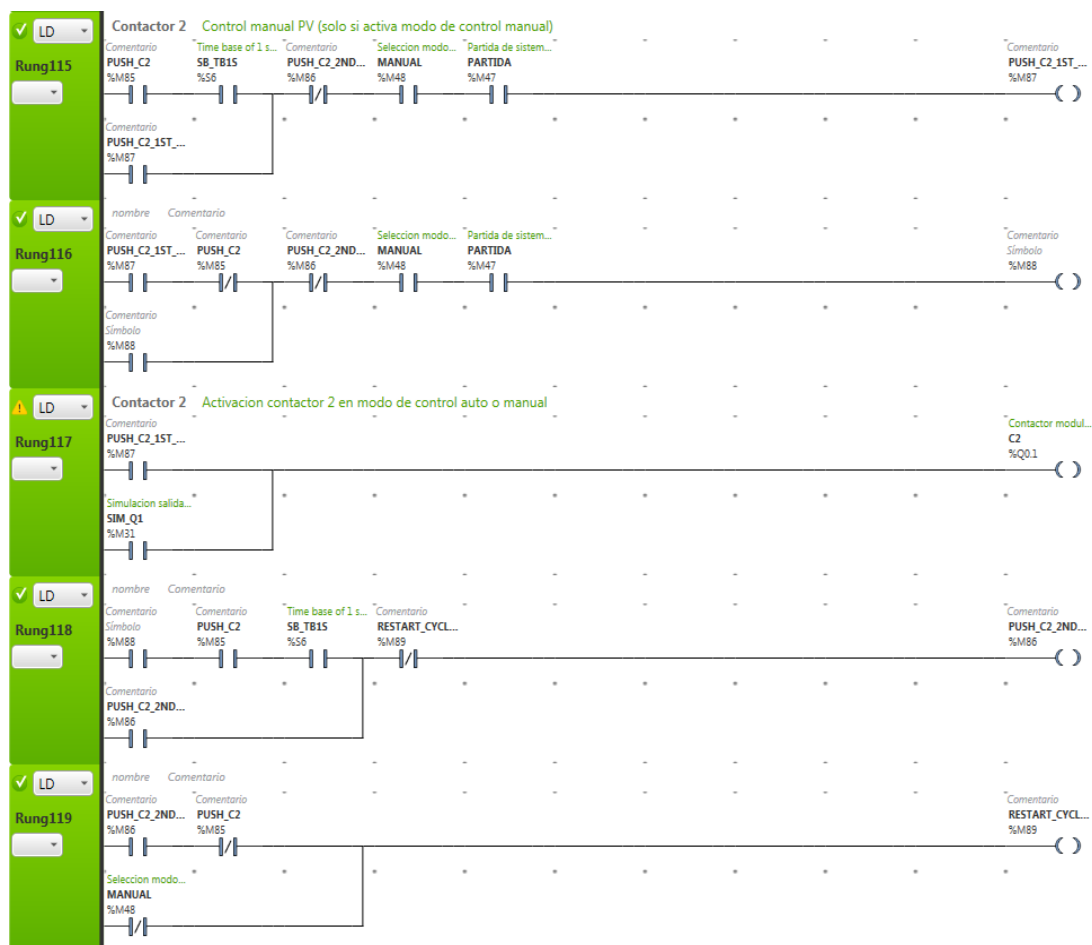 LD Contactor 2 Control manual PV (solo si activa modo de control manual)
Comentario Time base of 1 s... Comentario Seleccion modo... Partida de sistem... Comentario
Rung115 PUSH_C2 SB_TB1S PUSH_C2_2ND... MANUAL PARTIDA PUSH_C2_1ST_...
%M85 %S6 %M86 %M48 %M47 %M87
Comentario
PUSH_C2_1ST_...
%M87
LD nombre Comentario
Comentario Comentario Comentario Seleccion modo... Partida de sistem... Comentario
Rung116 PUSH_C2_1ST_... PUSH_C2 PUSH_C2_2ND... MANUAL PARTIDA Símbolo
%M87 %M85 %M86 %M48 %M47 %M88
Comentario
Símbolo
%M88
LD Contactor 2 Activacion contactor 2 en modo de control auto o manual
Comentario Contactor modul...
Rung117 PUSH_C2_1ST_... C2
%M87 %Q0.1
Simulacion salida...
SIM_Q1
%M31
LD nombre Comentario
Comentario Comentario Time base of 1 s... Comentario Comentario
Rung118 Símbolo PUSH_C2 SB_TB1S RESTART_CYCL... PUSH_C2_2ND...
%M88 %M85 %S6 %M89 %M86
Comentario
PUSH_C2_2ND...
%M86
LD nombre Comentario
Comentario Comentario Comentario
Rung119 PUSH_C2_2ND... PUSH_C2 RESTART_CYCL...
%M86 %M85 %M89
Seleccion modo...
MANUAL
%M48